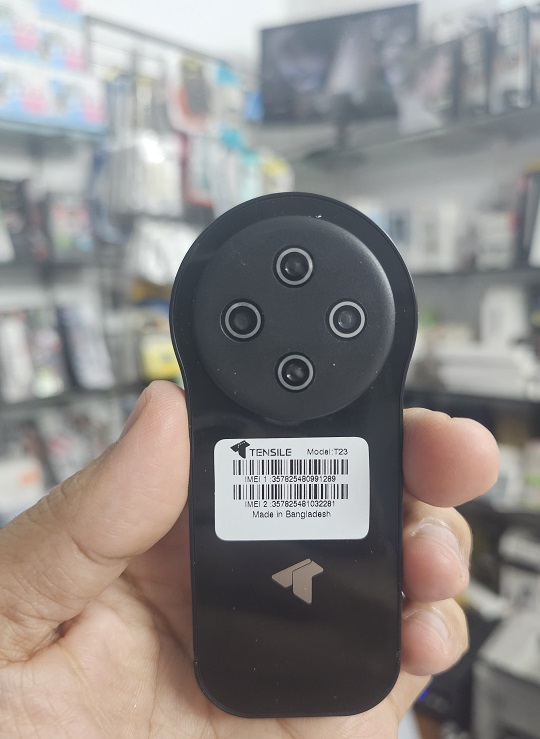 TENSILE Model:T23
IMEI 1 :357825480991289
IMEI 2 :357825481032281
Made in Bangladesh